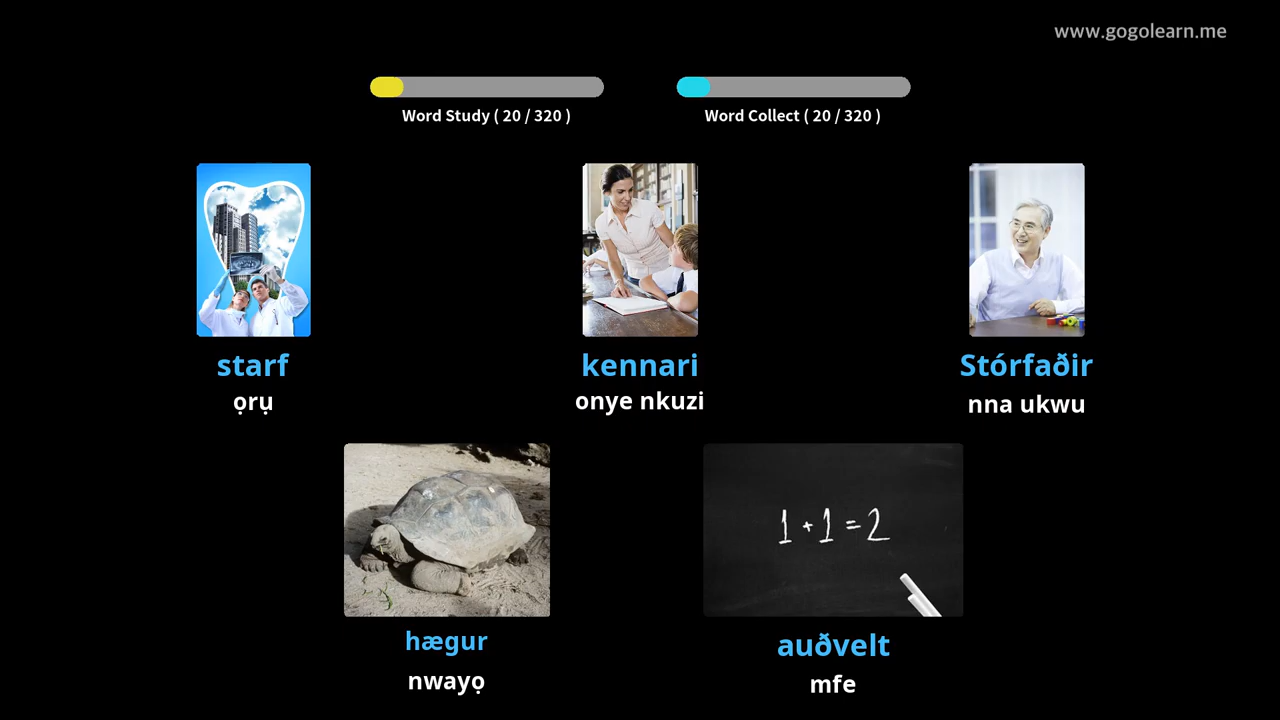 www.gogolearn.me
Word Study ( 20 / 320 )
Word Collect ( 20 / 320 )
starf
ọrụ
kennari
onye nkuzi
Stórfaðir
nna ukwu
hægur
nwayọ
1 + 1 = 2
auðvelt
mfe